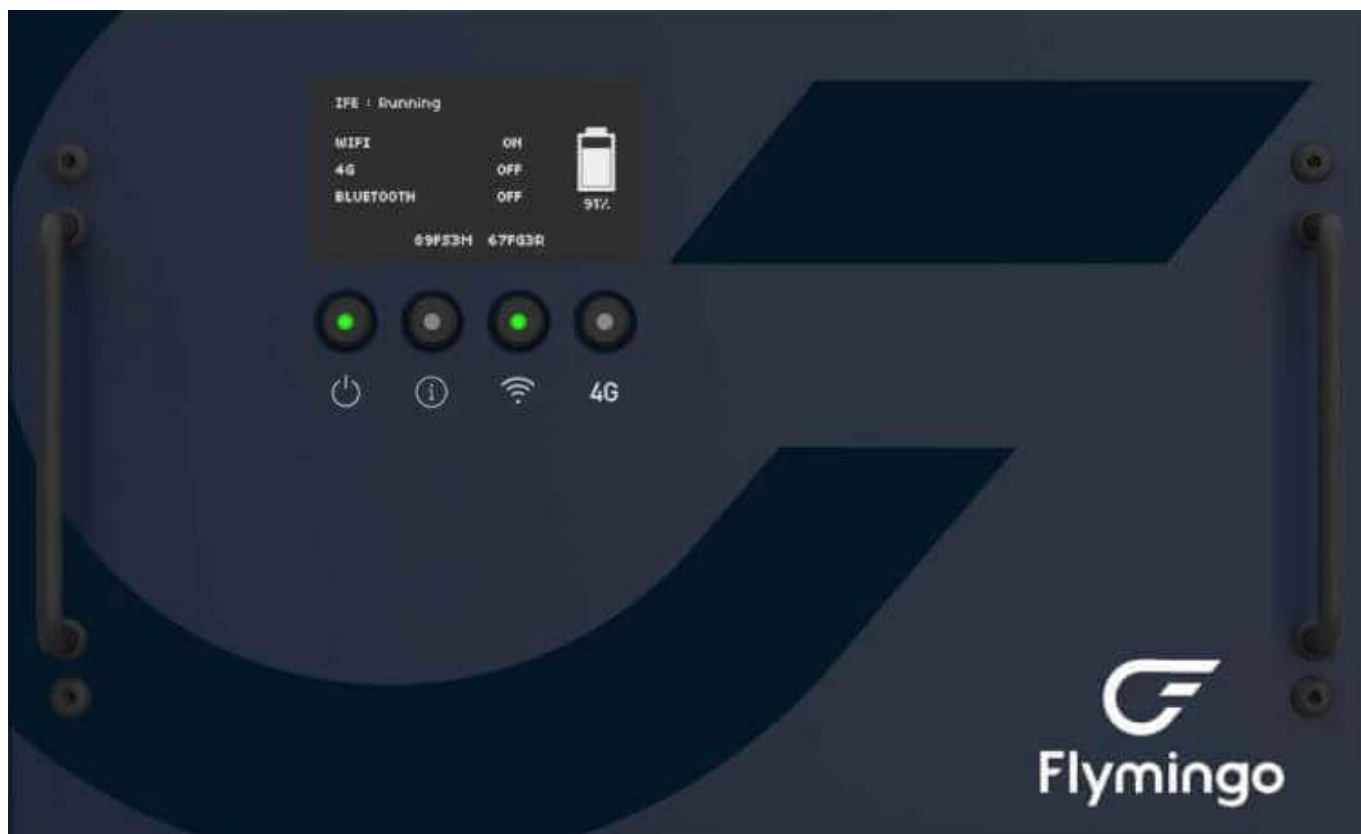 IFE : Running
WIFI ON
4G OFF
BLUETOOTH OFF
91%
69FS3M 67FG3R
4G
Flymingo